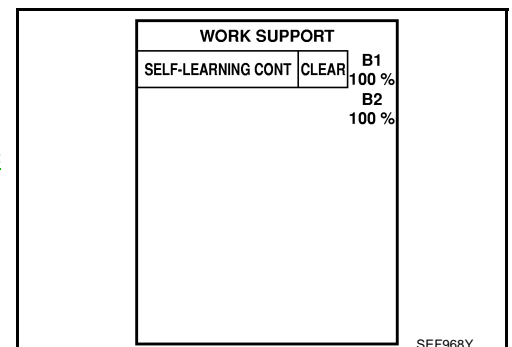 WORK SUPPORT
SELF-LEARNING CONT CLEAR B1
100 %
B2
100 %
SEF968Y